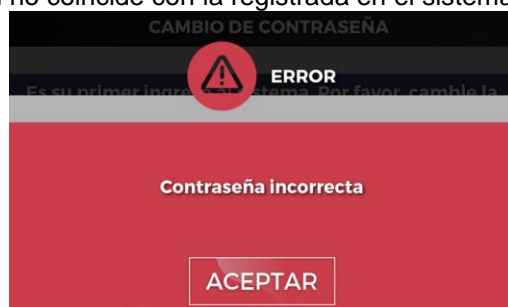 no coincide con la registrada en el sistema
CAMBIO DE CONTRASEÑA
ERROR
Es su primer ingreso al sistema. Por favor, cambie la
Contraseña incorrecta
ACEPTAR